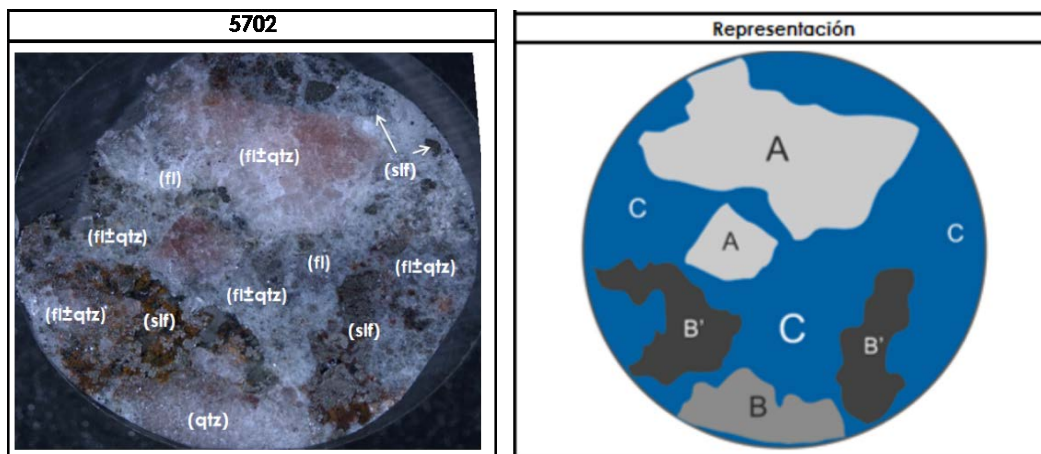 5702
(fl±qtz)
(slf)
(fl)
(fl±qtz)
(fl)
(fl±qtz)
(fl±qtz)
(fl±qtz)
(slf)
(slf)
(qtz)
Representación
A
C
C
A
C
B'
B'
B